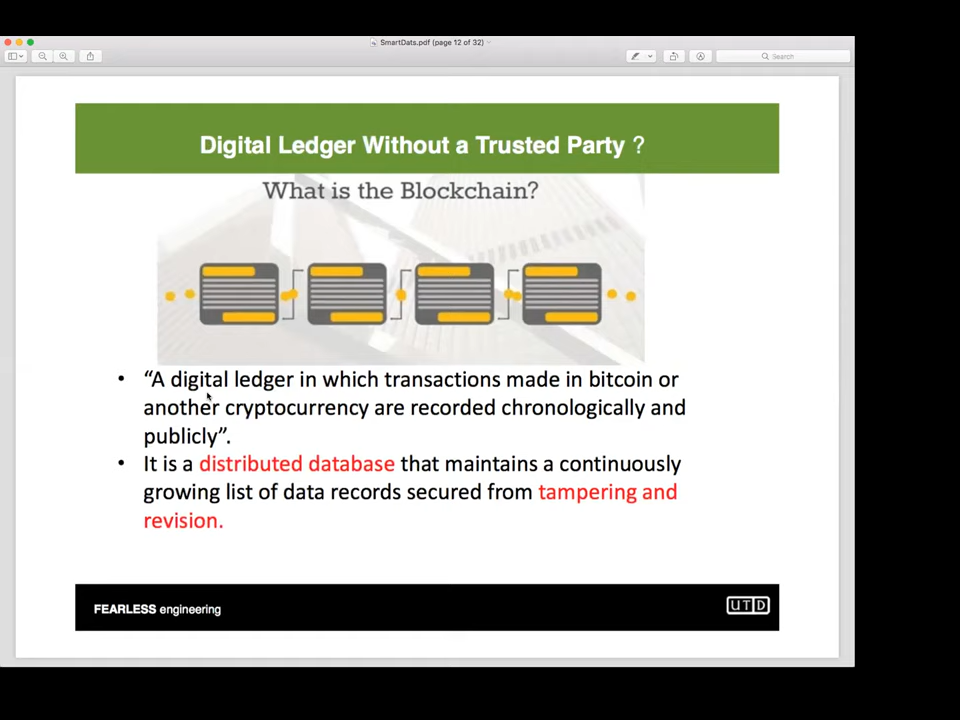 SmartDats.pdf (page 12 of 32)
Search
Digital Ledger Without a Trusted Party ?
What is the Blockchain?
• “A digital ledger in which transactions made in bitcoin or
another cryptocurrency are recorded chronologically and
publicly”.
• It is a distributed database that maintains a continuously
growing list of data records secured from tampering and
revision.
FEARLESS engineering
UTD